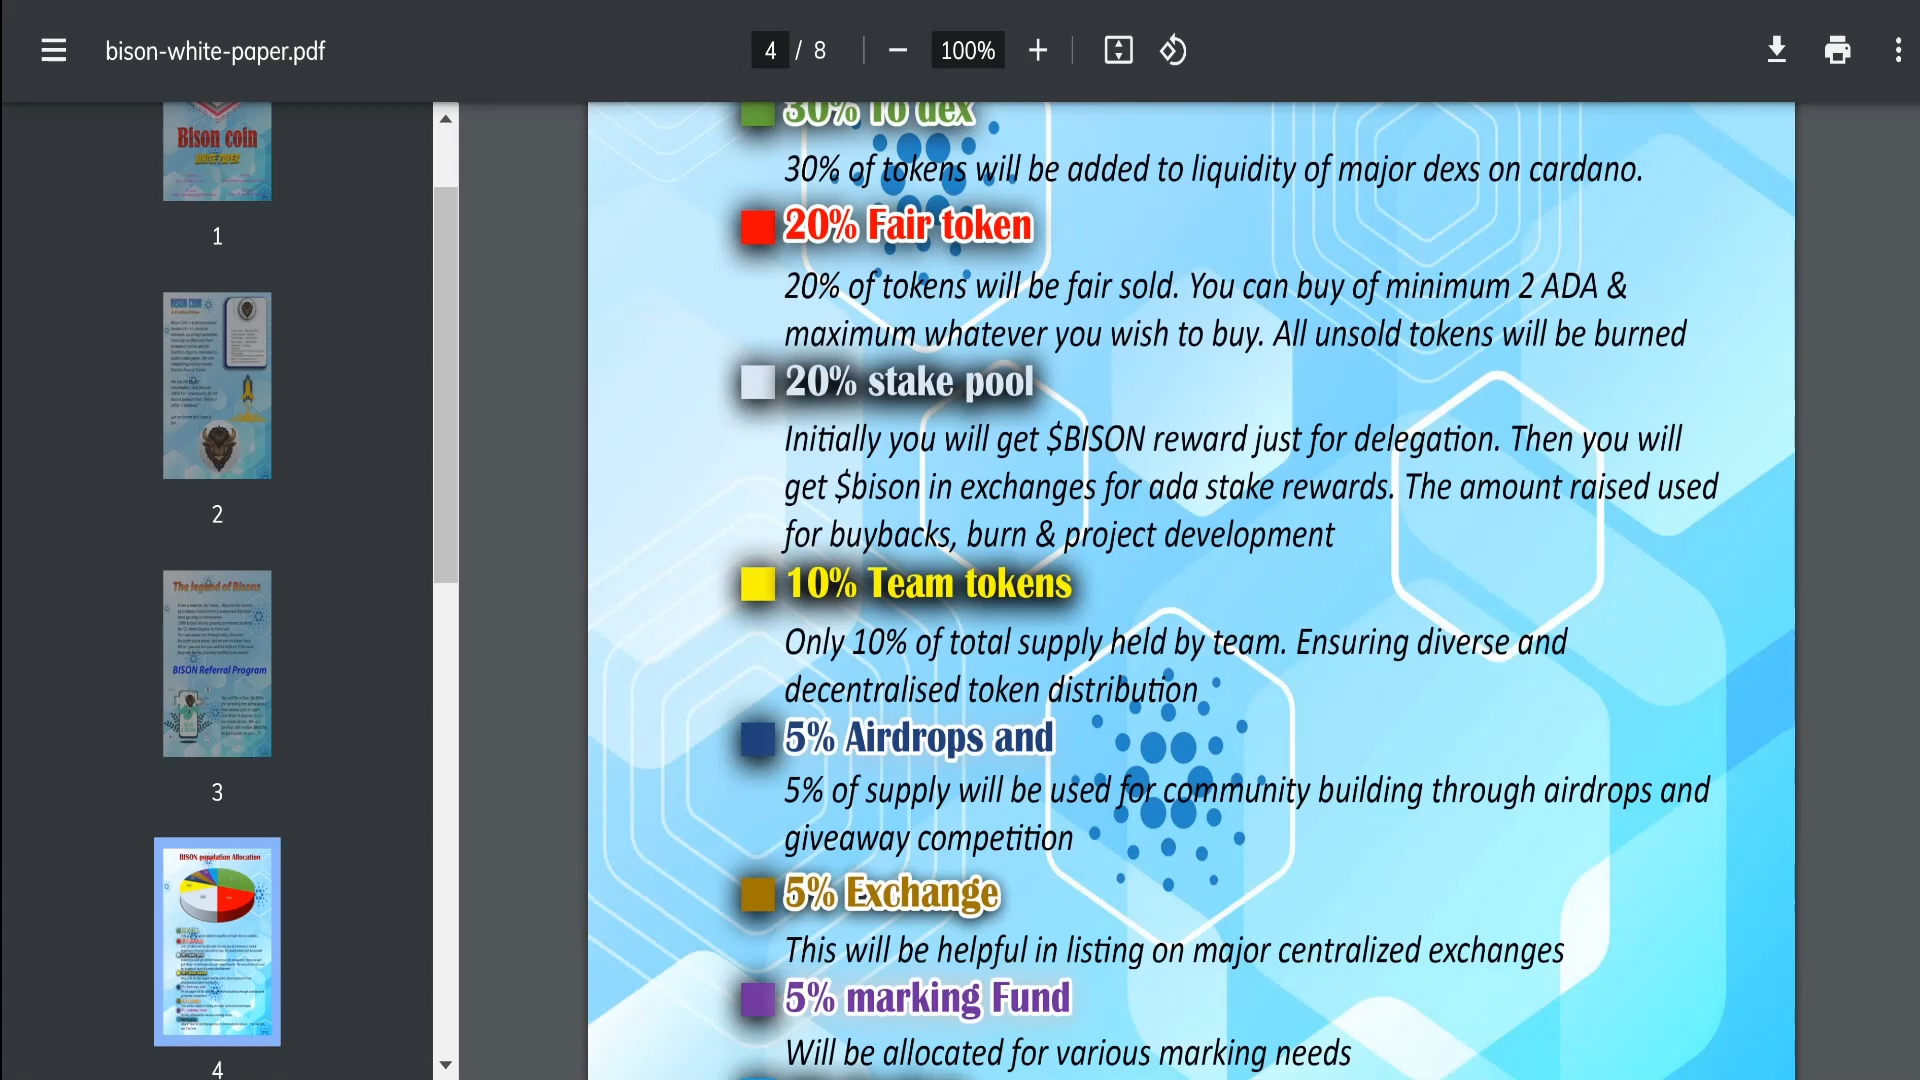 bison-white-paper.pdf
4 / 8
100%
Bison coin
WHITE PAPER
1
BISON COIN
2
The legend of Bisons
BISON Referral Program
3
BISON population Allocation
4
30% To dex
30% of tokens will be added to liquidity of major dexs on cardano.
20% Fair token
20% of tokens will be fair sold. You can buy of minimum 2 ADA &
maximum whatever you wish to buy. All unsold tokens will be burned
20% stake pool
Initially you will get $BISON reward just for delegation. Then you will
get $bison in exchanges for ada stake rewards. The amount raised used
for buybacks, burn & project development
10% Team tokens
Only 10% of total supply held by team. Ensuring diverse and
decentralised token distribution
5% Airdrops and
5% of supply will be used for community building through airdrops and
giveaway competition
5% Exchange
This will be helpful in listing on major centralized exchanges
5% marking Fund
Will be allocated for various marking needs